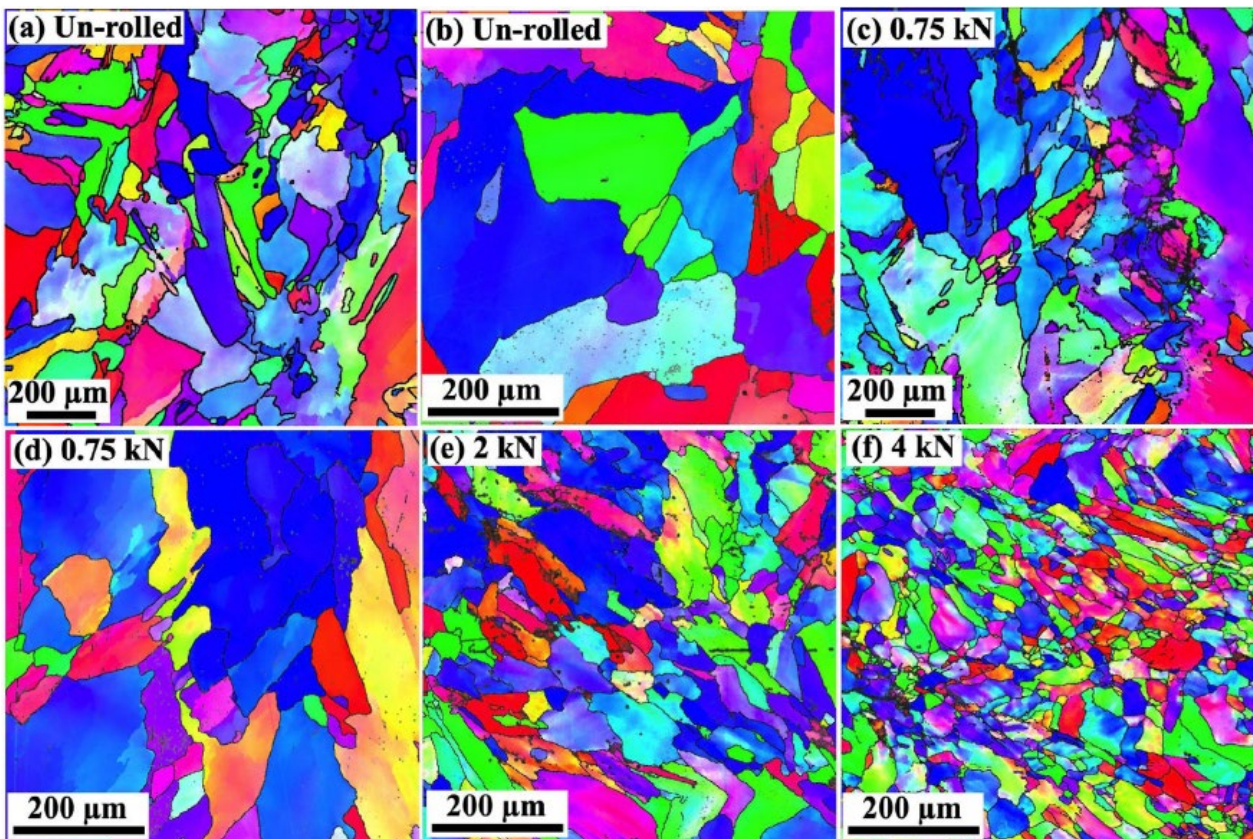 (a) Un-rolled
(b) Un-rolled
(c) 0.75 kN
200 µm
200 µm
200 µm
(d) 0.75 kN
(e) 2 kN
(f) 4 kN
200 µm
200 µm
200 µm